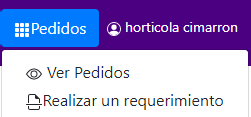 Pedidos horticola cimarron
Ver Pedidos
Realizar un requerimiento